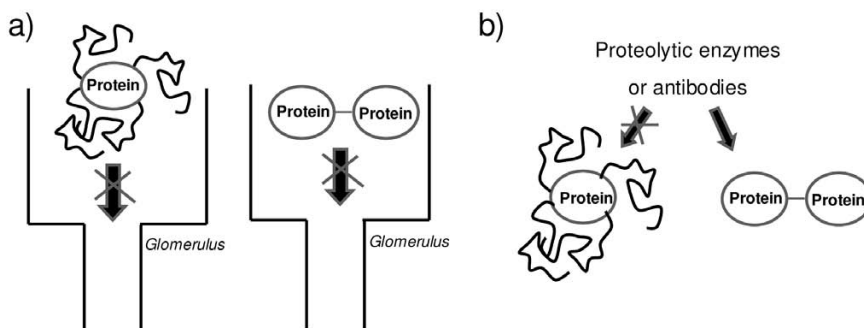 a)
Protein
Protein Protein
Glomerulus
Glomerulus
b)
Proteolytic enzymes
or antibodies
Protein
Protein Protein